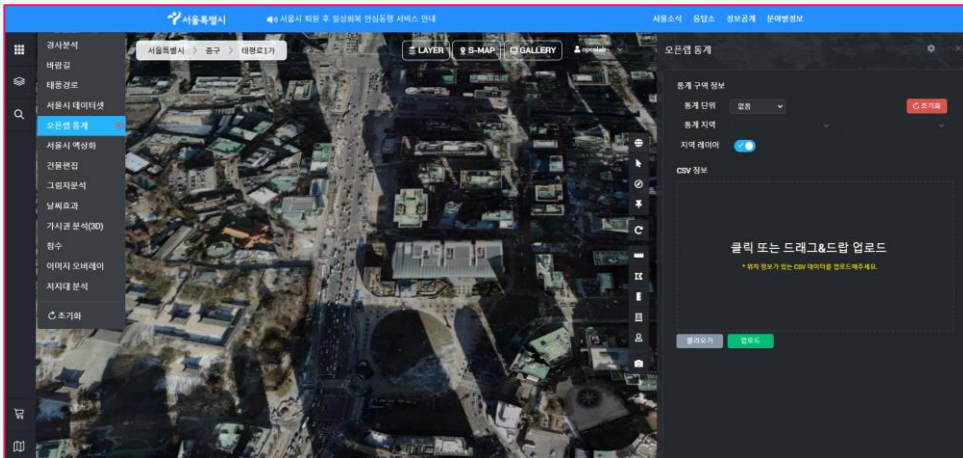 서울특별시
서울시 퇴원 후 일상회복 안심동행 서비스 안내
서울소식 응답소 정보공개 분야별정보
경사분석
바람길
태풍경로
서울시 데이터셋
오픈랩 통계
서울시 액상화
건물편집
그림자분석
날씨효과
가시권 분석(3D)
침수
이미지 오버레이
저지대 분석
초기화
서울특별시 > 중구 > 태평로1가
LAYER
S-MAP
GALLERY
openlab
오픈랩 통계
통계 구역 정보
통계 단위 없음
초기화
통계 지역
지역 레이어
CSV 정보
클릭 또는 드래그&드랍 업로드
* 위치 정보가 있는 CSV 데이터를 업로드해주세요.
불러오기 업로드